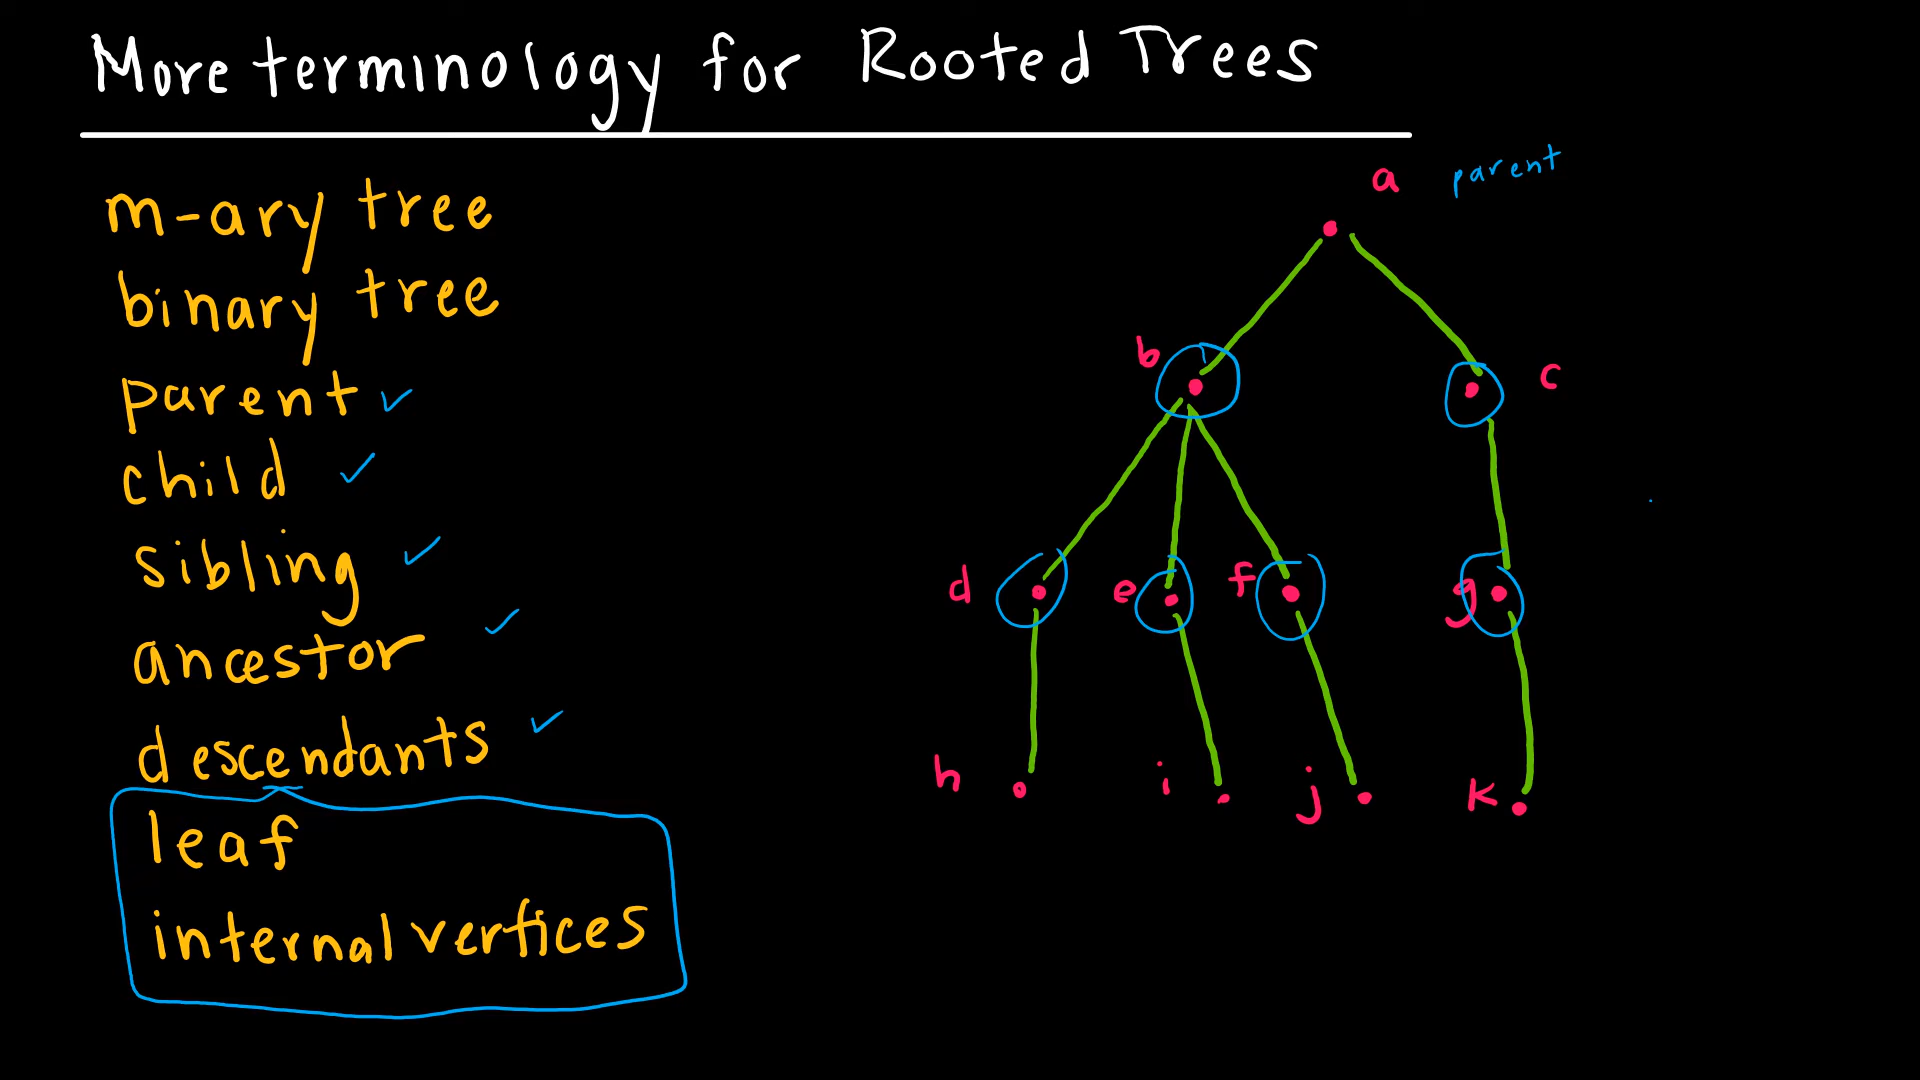 More terminology for Rooted Trees
m-ary tree
binary tree
parent
child
sibling
ancestor
descendants
leaf
internal vertices
a parent
b c
d e f g
h i j k